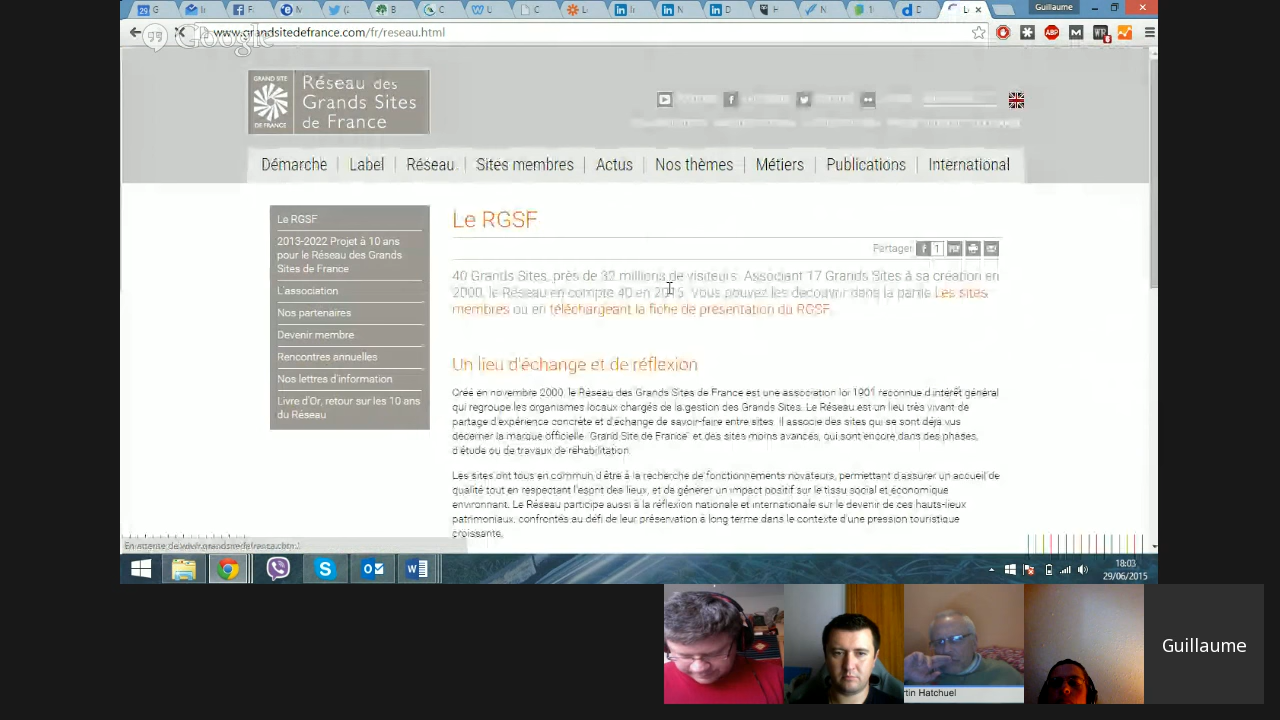 Guillaume
www.grandsitedefrance.com/fr/reseau.html
Google
GRAND SITE
DE FRANCE
Réseau des
Grands Sites
de France
Démarche
Label
Réseau
Sites membres
Actus
Nos thèmes
Métiers
Publications
International
Le RGSF
2013-2022 Projet à 10 ans
pour le Réseau des Grands
Sites de France
L'association
Nos partenaires
Devenir membre
Rencontres annuelles
Nos lettres d'information
Livre d'Or, retour sur les 10 ans
du Réseau
Le RGSF
Partager
1
40 Grands Sites, près de 32 millions de visiteurs. Associant 17 Grands Sites à sa création en
2000, le Réseau en compte 40 en 2015. Vous pouvez les découvrir dans la partie Les sites
membres ou en téléchargeant la fiche de présentation du RGSF.
Un lieu d'échange et de réflexion
Créé en novembre 2000, le Réseau des Grands Sites de France est une association loi 1901 reconnue d'intérêt général
qui regroupe les organismes locaux chargés de la gestion des Grands Sites. Le Réseau est un lieu très vivant de
partage d'expérience concrète et d'échange de savoir-faire entre sites. Il associe des sites qui se sont déjà vus
décerner la marque officielle "Grand Site de France" et des sites moins avancés, qui sont encore dans des phases
d'étude ou de travaux de réhabilitation.
Les sites ont tous en commun d'être à la recherche de fonctionnements novateurs, permettant d'assurer un accueil de
qualité tout en respectant l'esprit des lieux, et de générer un impact positif sur le tissu social et économique
environnant. Le Réseau participe aussi à la réflexion nationale et internationale sur le devenir de ces hauts-lieux
patrimoniaux, confrontés au défi de leur préservation à long terme dans le contexte d'une pression touristique
croissante.
En attente de www.grandsitedefrance.com...
18:03
29/06/2015
rtin Hatchuel
Guillaume